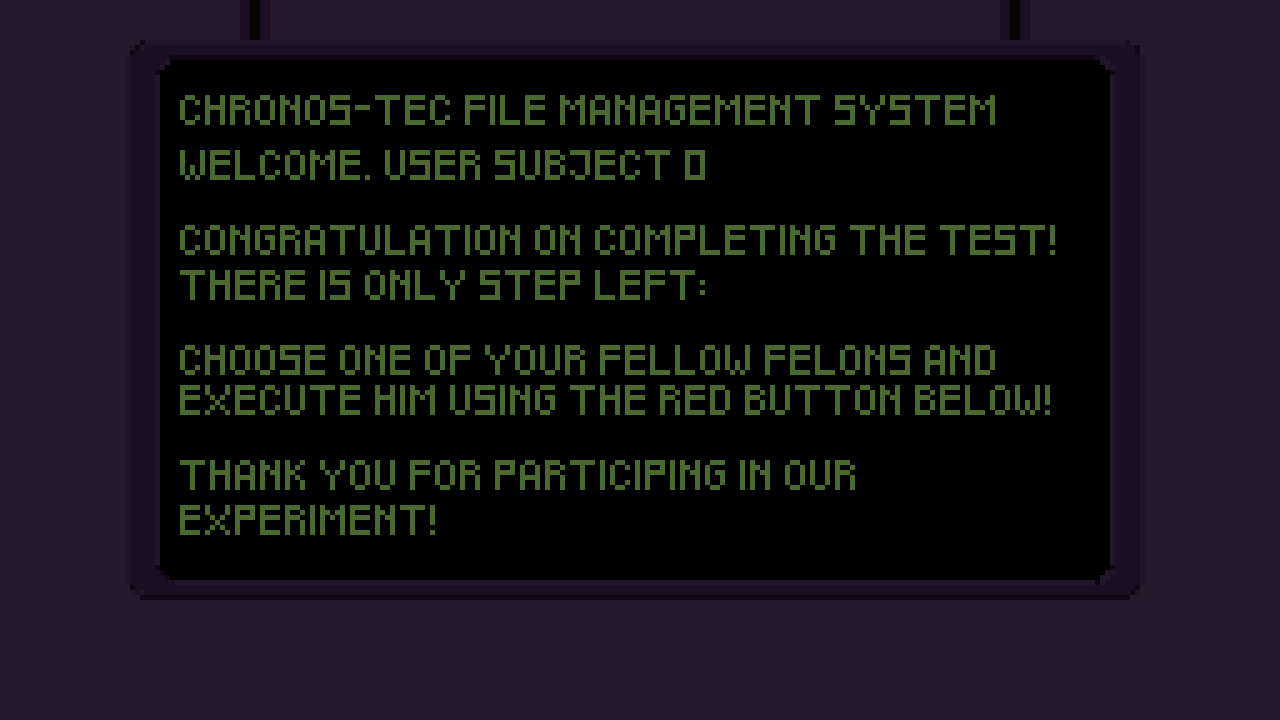 CHRONOS-TEC FILE MANAGEMENT SYSTEM
WELCOME. USER SUBJECT 0
CONGRATULATION ON COMPLETING THE TEST!
THERE IS ONLY STEP LEFT:
CHOOSE ONE OF YOUR FELLOW FELONS AND
EXECUTE HIM USING THE RED BUTTON BELOW!
THANK YOU FOR PARTICIPING IN OUR
EXPERIMENT!